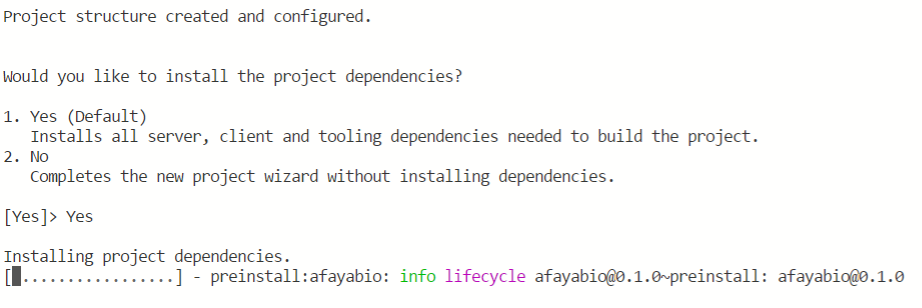 Project structure created and configured.
Would you like to install the project dependencies?
1. Yes (Default)
Installs all server, client and tooling dependencies needed to build the project.
2. No
Completes the new project wizard without installing dependencies.
[Yes]> Yes
Installing project dependencies.
[ .................] - preinstall:afayabio: info lifecycle afayabio@0.1.0~preinstall: afayabio@0.1.0